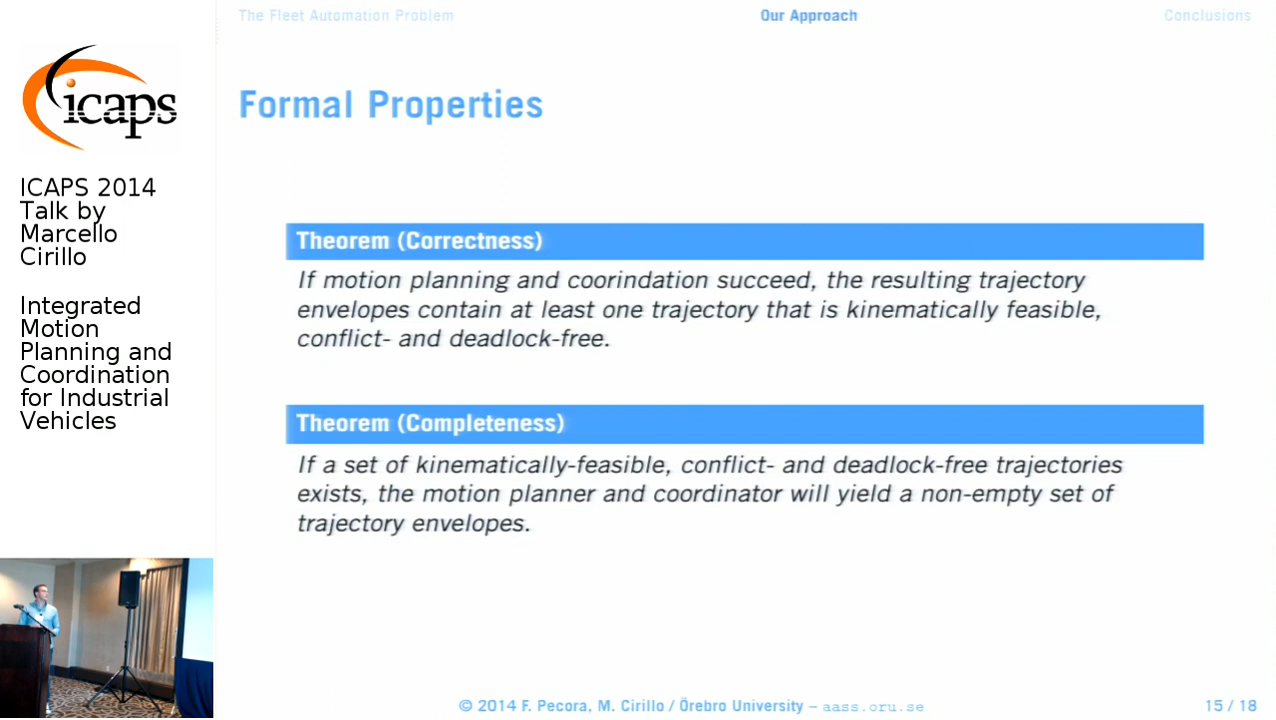 The Fleet Automation Problem
Our Approach
Conclusions
icaps
ICAPS 2014
Talk by
Marcello
Cirillo
Integrated
Motion
Planning and
Coordination
for Industrial
Vehicles
Formal Properties
Theorem (Correctness)
If motion planning and coorindation succeed, the resulting trajectory
envelopes contain at least one trajectory that is kinematically feasible,
conflict- and deadlock-free.
Theorem (Completeness)
If a set of kinematically-feasible, conflict- and deadlock-free trajectories
exists, the motion planner and coordinator will yield a non-empty set of
trajectory envelopes.
© 2014 F. Pecora, M. Cirillo / Örebro University – aass.oru.se
15 / 18